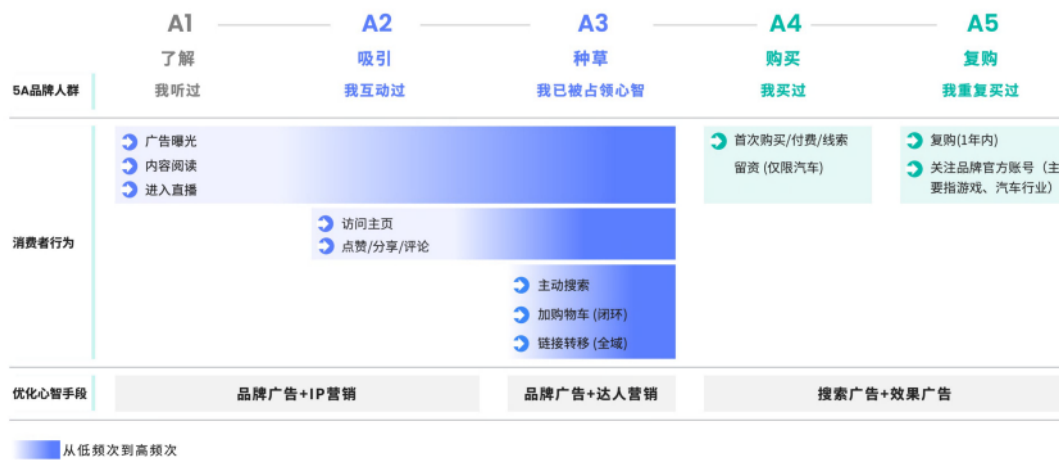 A1 A2 A3 A4 A5
了解 吸引 种草 购买 复购
5A品牌人群 我听过 我互动过 我已被占领心智 我买过 我重复买过
广告曝光 首次购买/付费/线索 复购(1年内)
内容阅读 留资 (仅限汽车) 关注品牌官方账号（主
进入直播 要指游戏、汽车行业）
访问主页
消费者行为 点赞/分享/评论
主动搜索
加购物车 (闭环)
链接转移 (全域)
优化心智手段 品牌广告+IP营销 品牌广告+达人营销 搜索广告+效果广告
从低频次到高频次